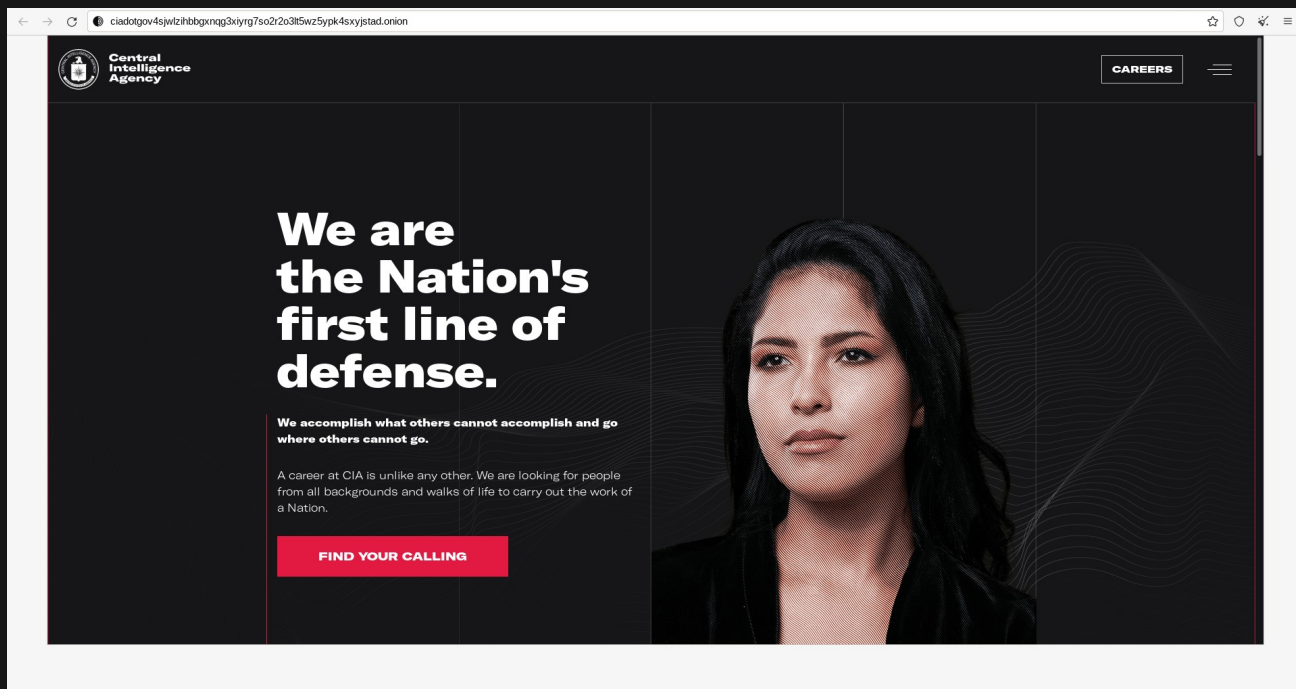 ciadotgov4sjwlzihbbgxnqg3xiyrg7so2r2o3lt5wz5ypk4sxyjstad.onion
Central
Intelligence
Agency
CAREERS
We are
the Nation's
first line of
defense.
We accomplish what others cannot accomplish and go
where others cannot go.
A career at CIA is unlike any other. We are looking for people
from all backgrounds and walks of life to carry out the work of
a Nation.
FIND YOUR CALLING